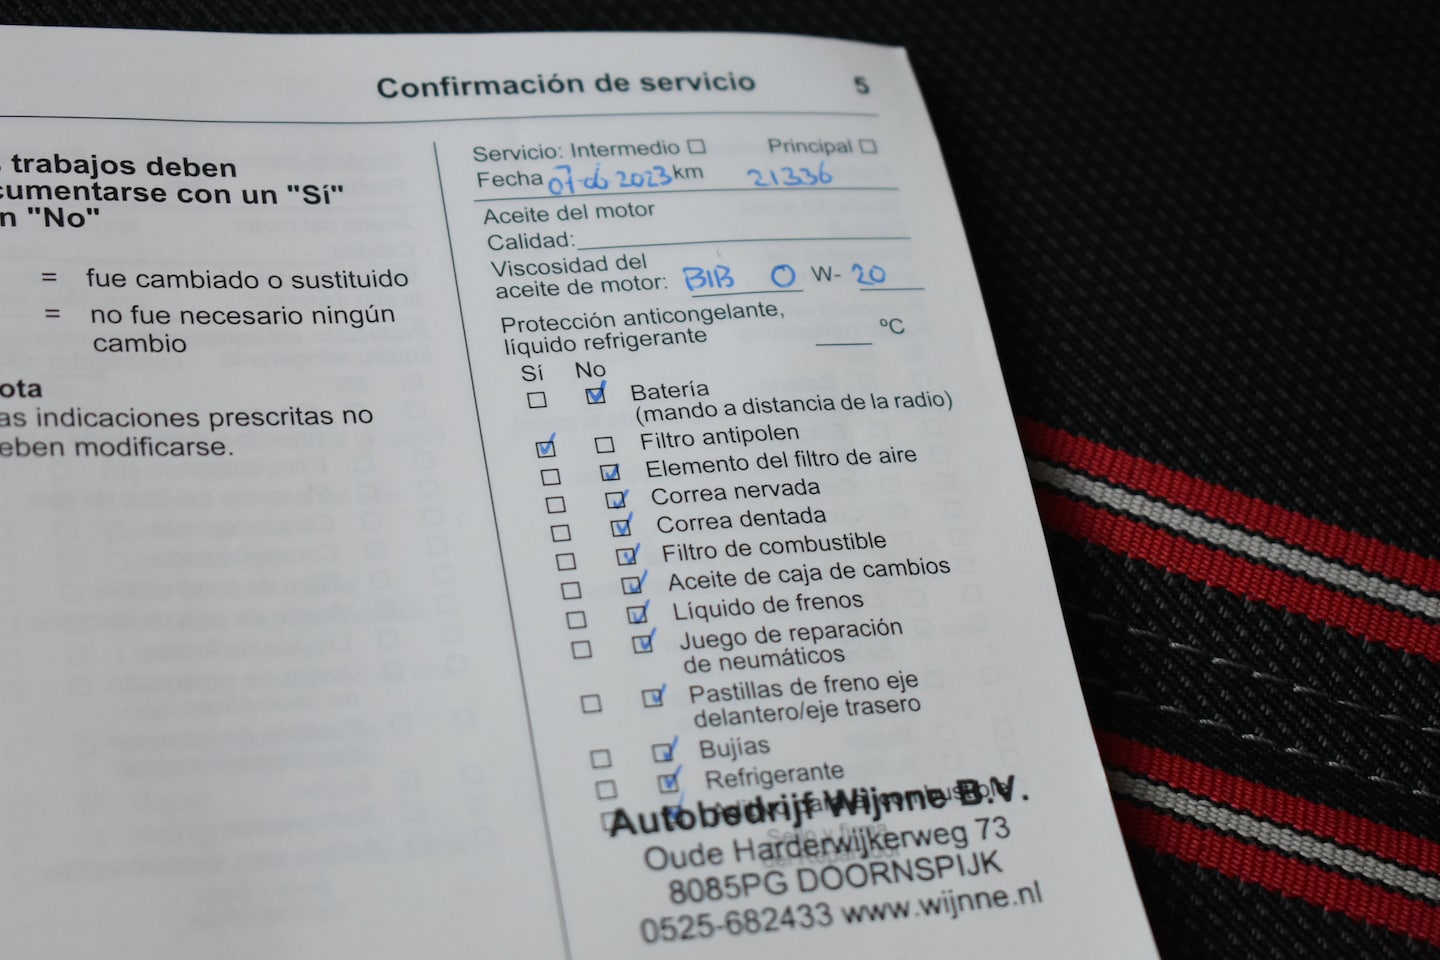 Confirmación de servicio 5
trabajos deben
cumentarse con un "Sí"
n "No"
= fue cambiado o sustituido
= no fue necesario ningún
cambio
ota
as indicaciones prescritas no
eben modificarse.
Servicio: Intermedio Principal
Fecha 07-06-2023 km 21336
Aceite del motor
Calidad:
Viscosidad del
aceite de motor: BIB 0 W- 20
Protección anticongelante,
líquido refrigerante ºC
Sí No
Batería
(mando a distancia de la radio)
Filtro antipolen
Elemento del filtro de aire
Correa nervada
Correa dentada
Filtro de combustible
Aceite de caja de cambios
Líquido de frenos
Juego de reparación
de neumáticos
Pastillas de freno eje
delantero/eje trasero
Bujías
Refrigerante
Autobedrijf Wijnne B.V.
Oude Harderwijkerweg 73
8085PG DOORNSPIJK
0525-682433 www.wijnne.nl